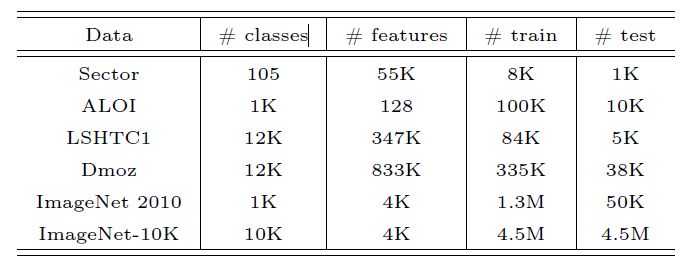 Data # classes # features # train # test
Sector 105 55K 8K 1K
ALOI 1K 128 100K 10K
LSHTC1 12K 347K 84K 5K
Dmoz 12K 833K 335K 38K
ImageNet 2010 1K 4K 1.3M 50K
ImageNet-10K 10K 4K 4.5M 4.5M